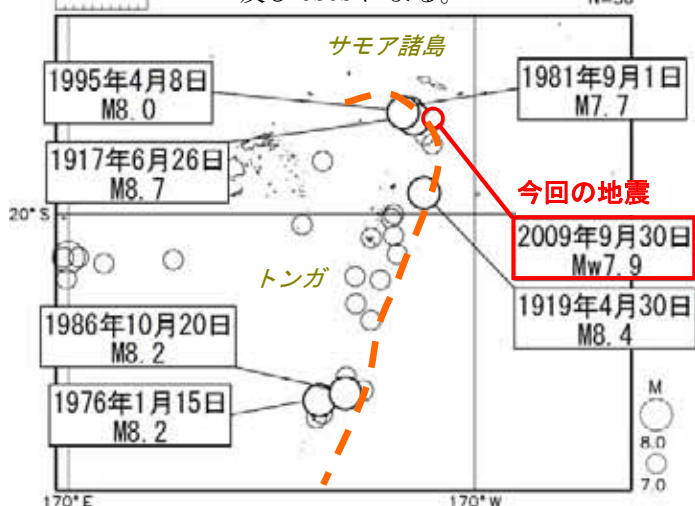 サモア諸島
1995年4月8日
M8.0
1981年9月1日
M7.7
1917年6月26日
M8.7
今回の地震
20°S
2009年9月30日
Mw7.9
トンガ
1919年4月30日
M8.4
1986年10月20日
M8.2
1976年1月15日
M8.2
M
8.0
7.0
170°E
170°W